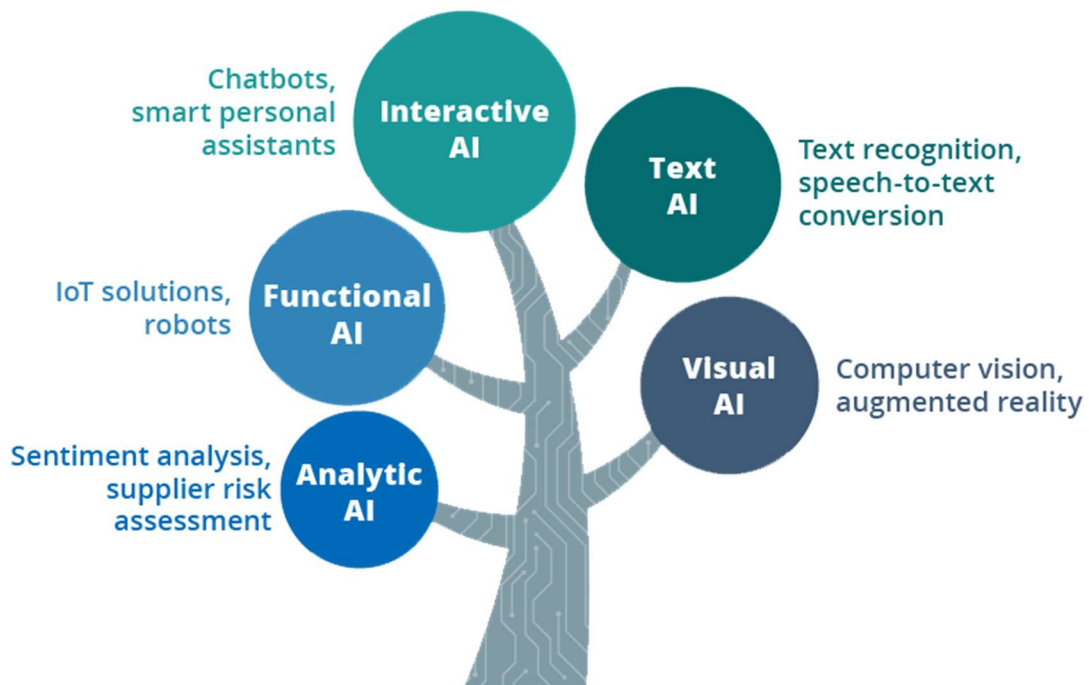 Chatbots,
smart personal
assistants
Interactive
AI
Text
AI
Text recognition,
speech-to-text
conversion
IoT solutions,
robots
Functional
AI
Visual
AI
Computer vision,
augmented reality
Sentiment analysis,
supplier risk
assessment
Analytic
AI